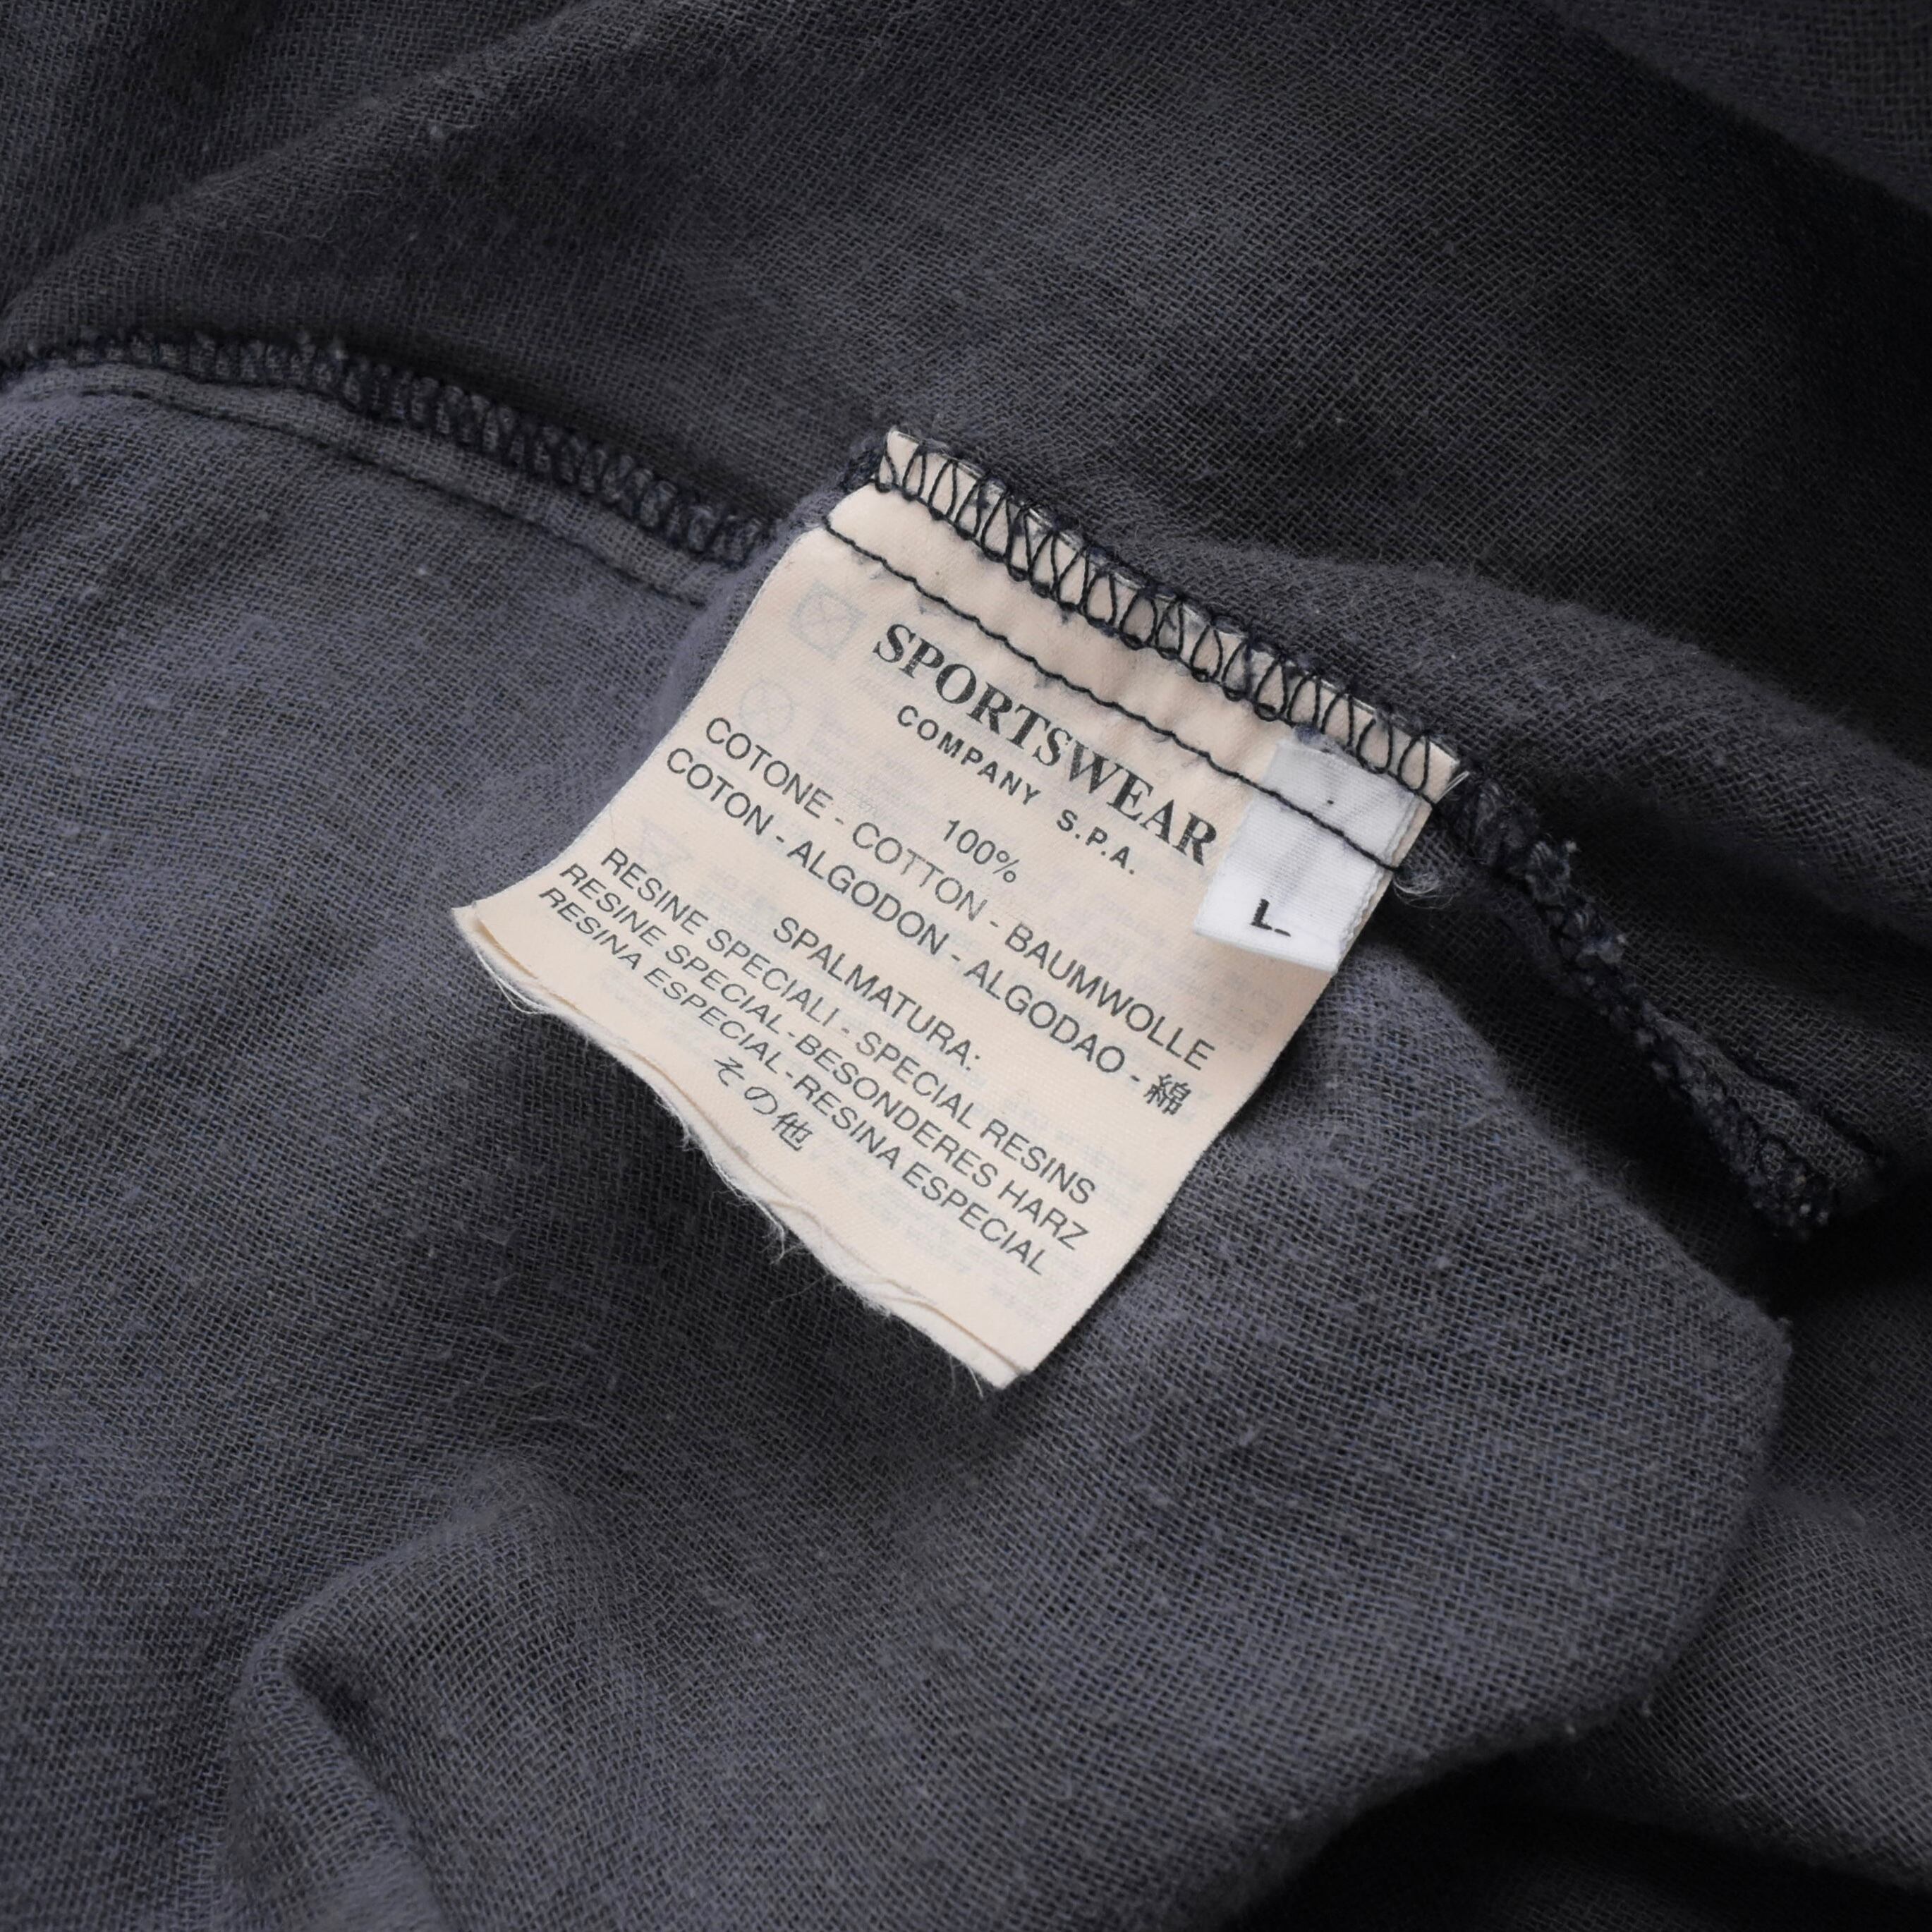 SPORTSWEAR
COMPANY S.P.A.
100%
COTONE - COTTON - BAUMWOLLE
COTON - ALGODON - ALGODAO - 綿
SPALMATURA:
RESINE SPECIALI - SPECIAL RESINS
RESINE SPECIAL-BESONDERES HARZ
RESINA ESPECIAL-RESINA ESPECIAL
その他
L-